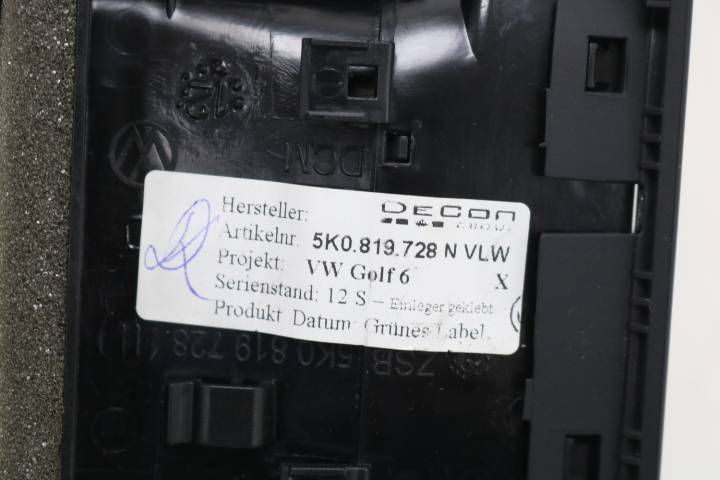 DCM
Hersteller: DECON
GROUP
Artikelnr. 5K0.819.728 N VLW
Projekt: VW Golf 6 X
Serienstand: 12 S – Einleger geklebt
Produkt Datum: Grünes Label
ZSB 5K0 819 728